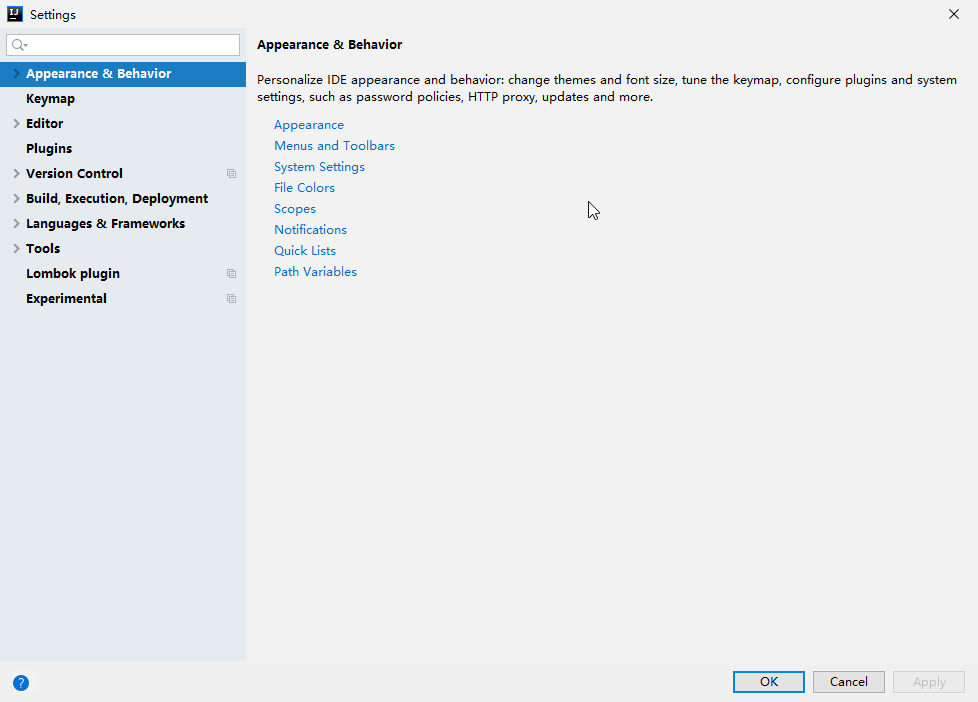 Settings
Appearance & Behavior
Keymap
Editor
Plugins
Version Control
Build, Execution, Deployment
Languages & Frameworks
Tools
Lombok plugin
Experimental
Appearance & Behavior
Personalize IDE appearance and behavior: change themes and font size, tune the keymap, configure plugins and system
settings, such as password policies, HTTP proxy, updates and more.
Appearance
Menus and Toolbars
System Settings
File Colors
Scopes
Notifications
Quick Lists
Path Variables
?
OK
Cancel
Apply